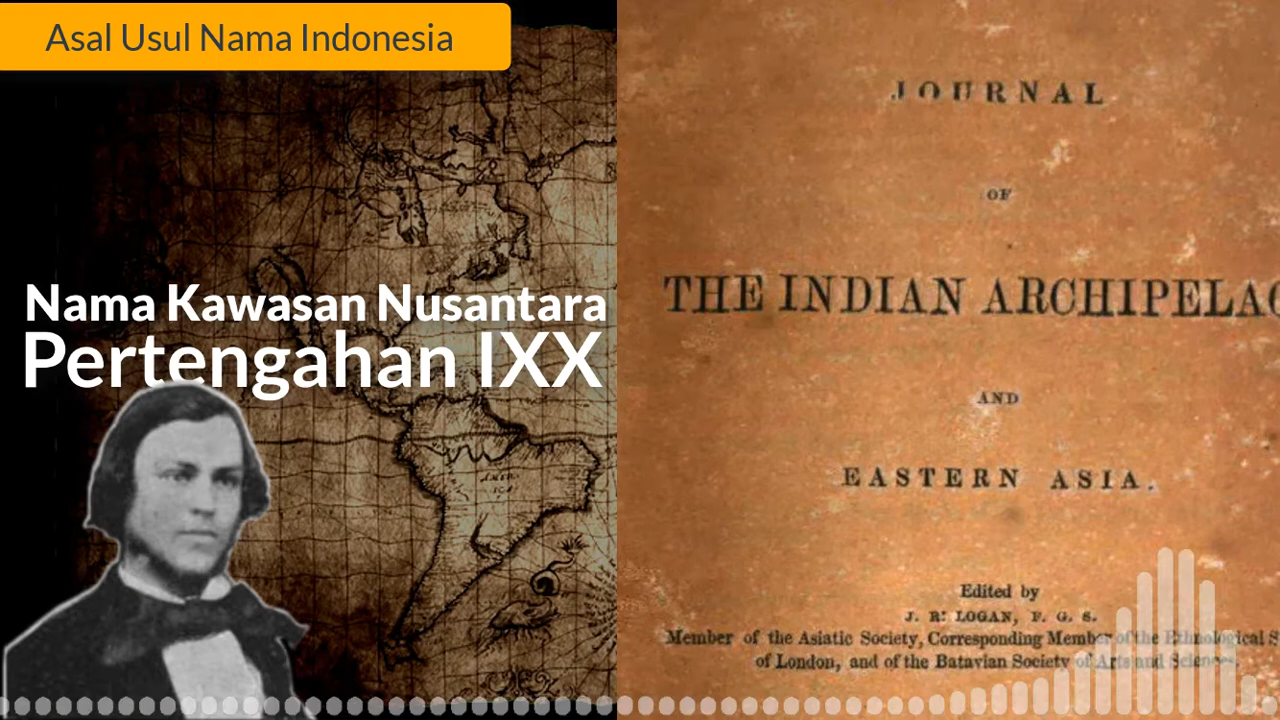 Asal Usul Nama Indonesia
Nama Kawasan Nusantara
Pertengahan IXX
JOURNAL
OF
THE INDIAN ARCHIPELAG
AND
EASTERN ASIA.
Edited by
J. R. LOGAN, F. G. S.
Member of the Asiatic Society, Corresponding Member of the Ethnological S
of London, and of the Batavian Society of Arts and Sciences.